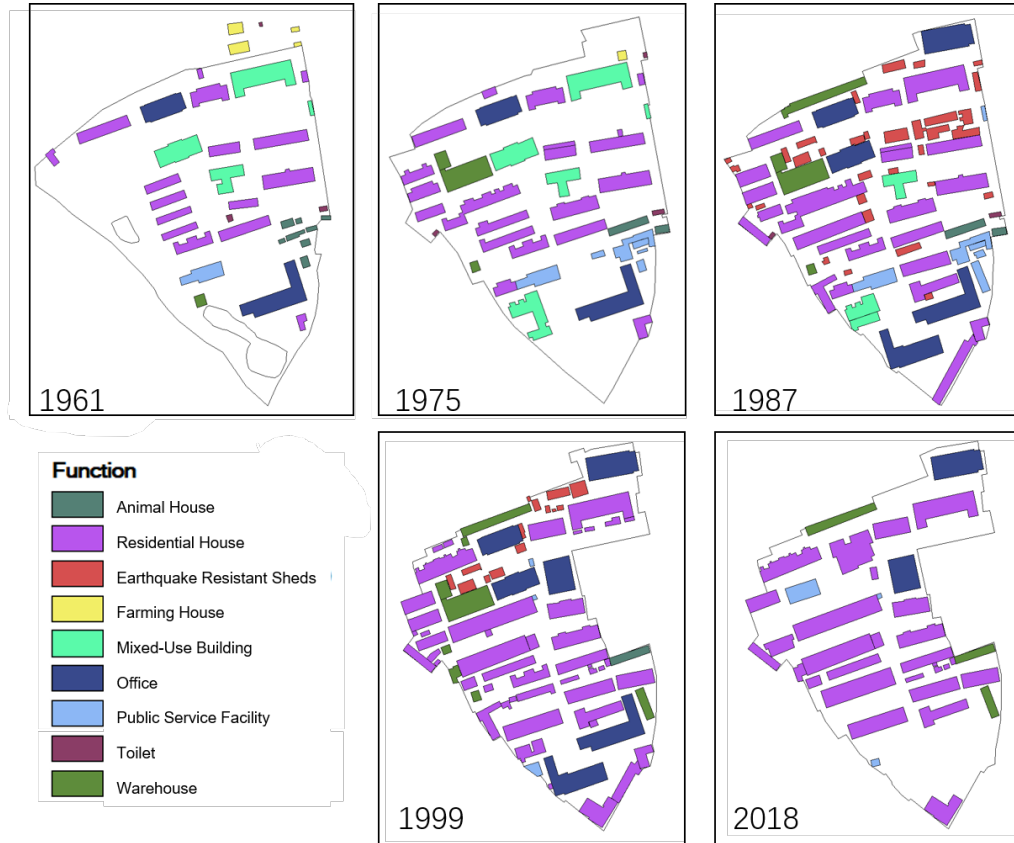 1961
1975
1987
Function
Animal House
Residential House
Earthquake Resistant Sheds
Farming House
Mixed-Use Building
Office
Public Service Facility
Toilet
Warehouse
1999
2018